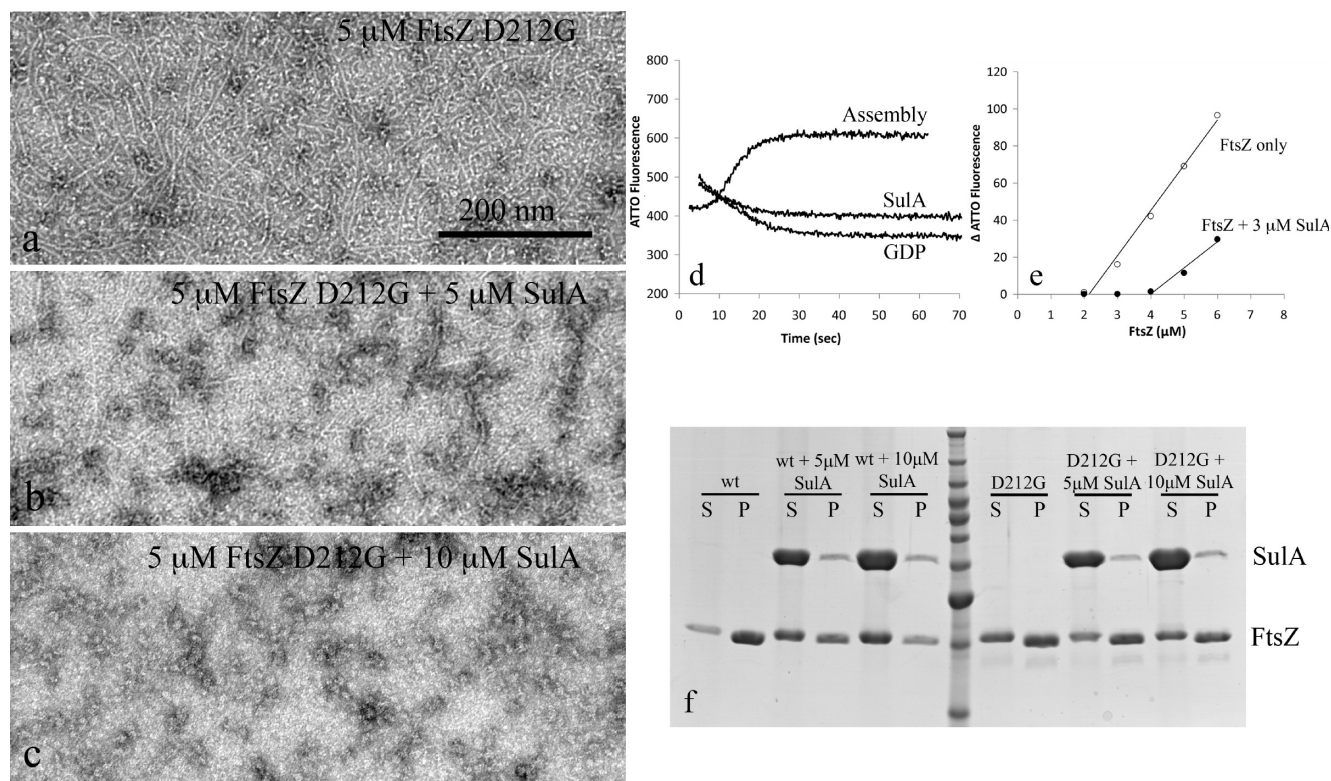 5 μM FtsZ D212G
200 nm
a
5 μM FtsZ D212G + 5 μM SulA
b
5 μM FtsZ D212G + 10 μM SulA
c
800
700
600
500
400
300
200
ATTO Fluorescence
Assembly
SulA
GDP
d
0 10 20 30 40 50 60 70
Time (sec)
120
100
80
60
40
20
0
Δ ATTO Fluorescence
FtsZ only
FtsZ + 3 μM SulA
e
0 1 2 3 4 5 6 7 8
FtsZ (μM)
wt
wt + 5μM
SulA
wt + 10μM
SulA
D212G
D212G +
5μM SulA
D212G +
10μM SulA
S P S P S P S P S P S P
SulA
FtsZ
f